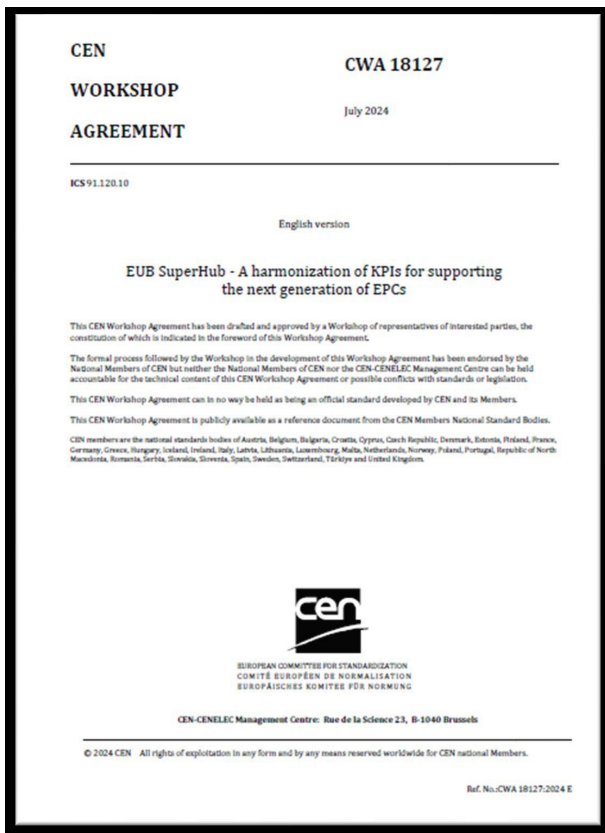 CEN
WORKSHOP
AGREEMENT
CWA 18127
July 2024
ICS 91.120.10
English version
EUB SuperHub - A harmonization of KPIs for supporting
the next generation of EPCs
This CEN Workshop Agreement has been drafted and approved by a Workshop of representatives of interested parties, the
constitution of which is indicated in the foreword of this Workshop Agreement.
The formal process followed by the Workshop in the development of this Workshop Agreement has been endorsed by the
National Members of CEN but neither the National Members of CEN nor the CEN-CENELEC Management Centre can be held
accountable for the technical content of this CEN Workshop Agreement or possible conflicts with standards or legislation.
This CEN Workshop Agreement can in no way be held as being an official standard developed by CEN and its Members.
This CEN Workshop Agreement is publicly available as a reference document from the CEN Members National Standard Bodies.
CEN members are the national standards bodies of Austria, Belgium, Bulgaria, Croatia, Cyprus, Czech Republic, Denmark, Estonia, Finland, France,
Germany, Greece, Hungary, Iceland, Ireland, Italy, Latvia, Lithuania, Luxembourg, Malta, Netherlands, Norway, Poland, Portugal, Republic of North
Macedonia, Romania, Serbia, Slovakia, Slovenia, Spain, Sweden, Switzerland, Türkiye and United Kingdom.
cen
EUROPEAN COMMITTEE FOR STANDARDIZATION
COMITÉ EUROPÉEN DE NORMALISATION
EUROPÄISCHES KOMITEE FÜR NORMUNG
CEN-CENELEC Management Centre: Rue de la Science 23, B-1040 Brussels
© 2024 CEN All rights of exploitation in any form and by any means reserved worldwide for CEN national Members.
Ref. No.:CWA 18127:2024 E